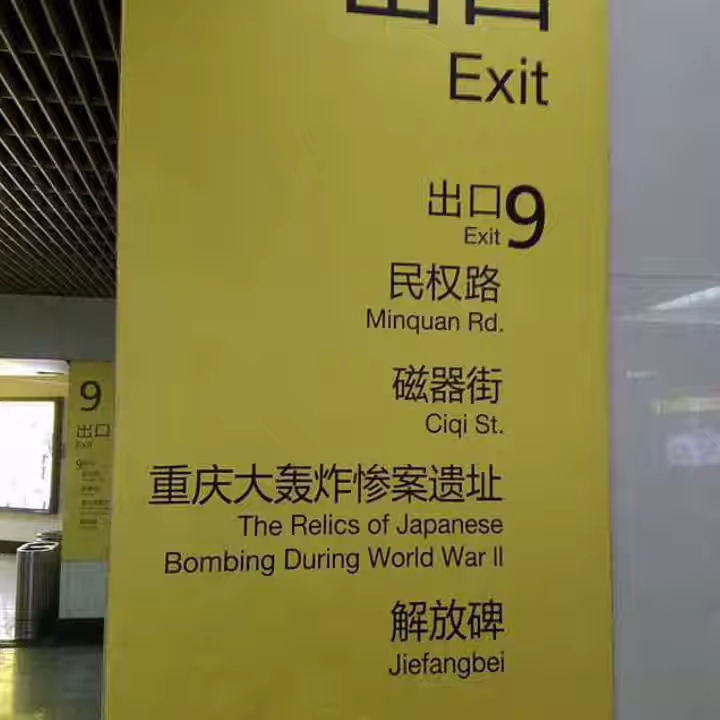 出口
Exit
出口9
Exit
民权路
Minquan Rd.
磁器街
Ciqi St.
重庆大轰炸惨案遗址
The Relics of Japanese
Bombing During World War II
解放碑
Jiefangbei
9
出口
Exit